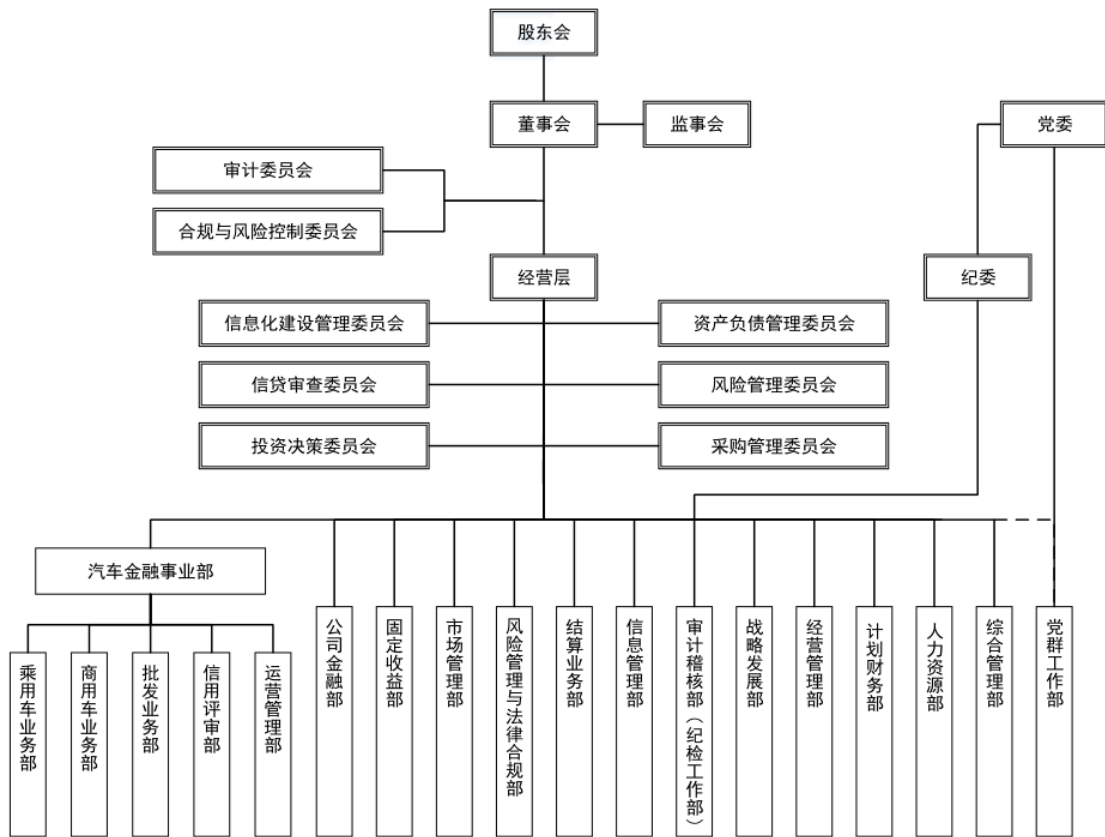 股东会
董事会
监事会
党委
审计委员会
合规与风险控制委员会
经营层
纪委
信息化建设管理委员会
资产负债管理委员会
信贷审查委员会
风险管理委员会
投资决策委员会
采购管理委员会
汽车金融事业部
乘用车业务部
商用车业务部
批发业务部
信用评审部
运营管理部
公司金融部
固定收益部
市场管理部
风险管理与法律合规部
结算业务部
信息管理部
审计稽核部（纪检工作部）
战略发展部
经营管理部
计划财务部
人力资源部
综合管理部
党群工作部